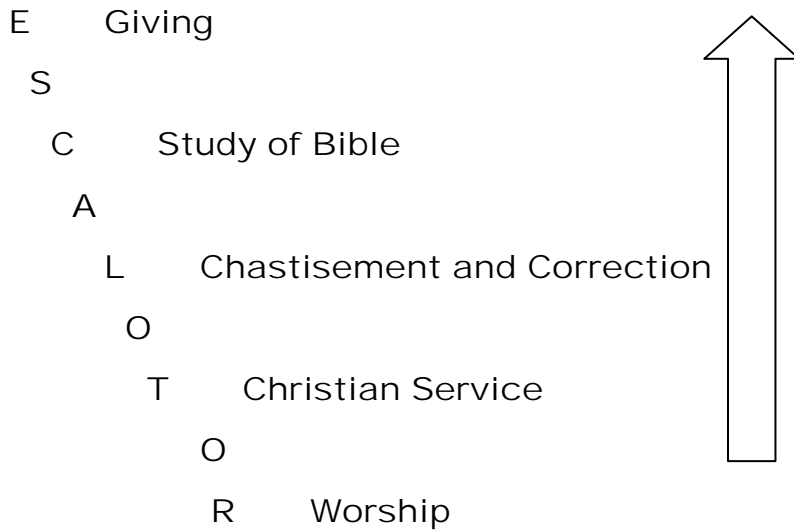 E Giving
S
C Study of Bible
A
L Chastisement and Correction
O
T Christian Service
O
R Worship